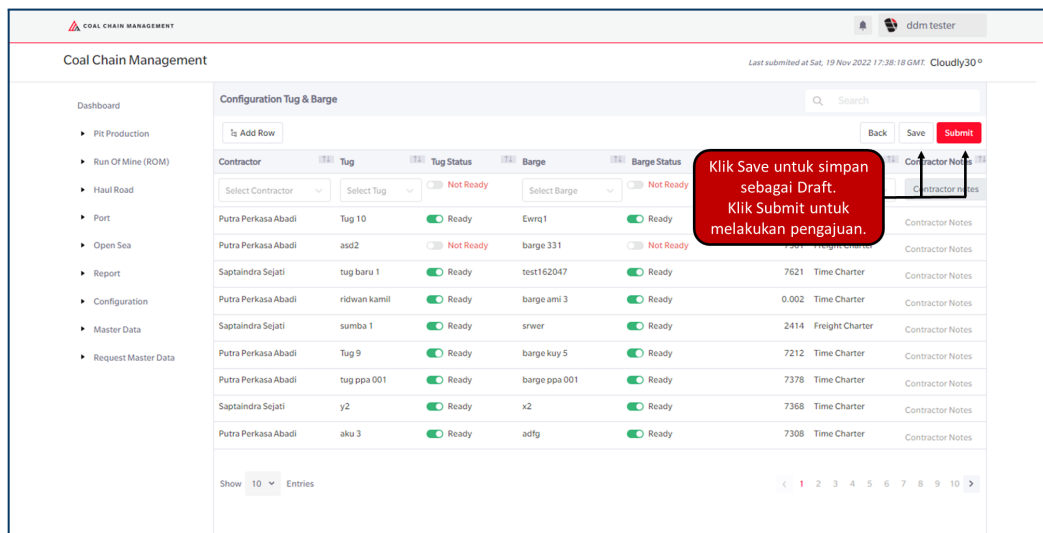 COAL CHAIN MANAGEMENT
ddm tester
Coal Chain Management
Last submited at Sat, 19 Nov 2022 17:38:18 GMT. Cloudly30°
Dashboard
Pit Production
Run Of Mine (ROM)
Haul Road
Port
Open Sea
Report
Configuration
Master Data
Request Master Data
Configuration Tug & Barge
Search
Add Row
Back Save Submit
Contractor Tug Tug Status Barge Barge Status Contractor Notes
Select Contractor Select Tug Not Ready Select Barge Not Ready Contractor notes
Klik Save untuk simpan
sebagai Draft.
Klik Submit untuk
melakukan pengajuan.
Putra Perkasa Abadi Tug 10 Ready Ewrq1 Ready Contractor Notes
Putra Perkasa Abadi asd2 Not Ready barge 331 Not Ready 7301 Freight Charter Contractor Notes
Saptaindra Sejati tug baru 1 Ready test162047 Ready 7621 Time Charter Contractor Notes
Putra Perkasa Abadi ridwan kamil Ready barge ami 3 Ready 0.002 Time Charter Contractor Notes
Saptaindra Sejati sumba 1 Ready srwer Ready 2414 Freight Charter Contractor Notes
Putra Perkasa Abadi Tug 9 Ready barge kuy 5 Ready 7212 Time Charter Contractor Notes
Putra Perkasa Abadi tug ppa 001 Ready barge ppa 001 Ready 7378 Time Charter Contractor Notes
Saptaindra Sejati y2 Ready x2 Ready 7368 Time Charter Contractor Notes
Putra Perkasa Abadi aku 3 Ready adfg Ready 7308 Time Charter Contractor Notes
Show 10 Entries
1 2 3 4 5 6 7 8 9 10